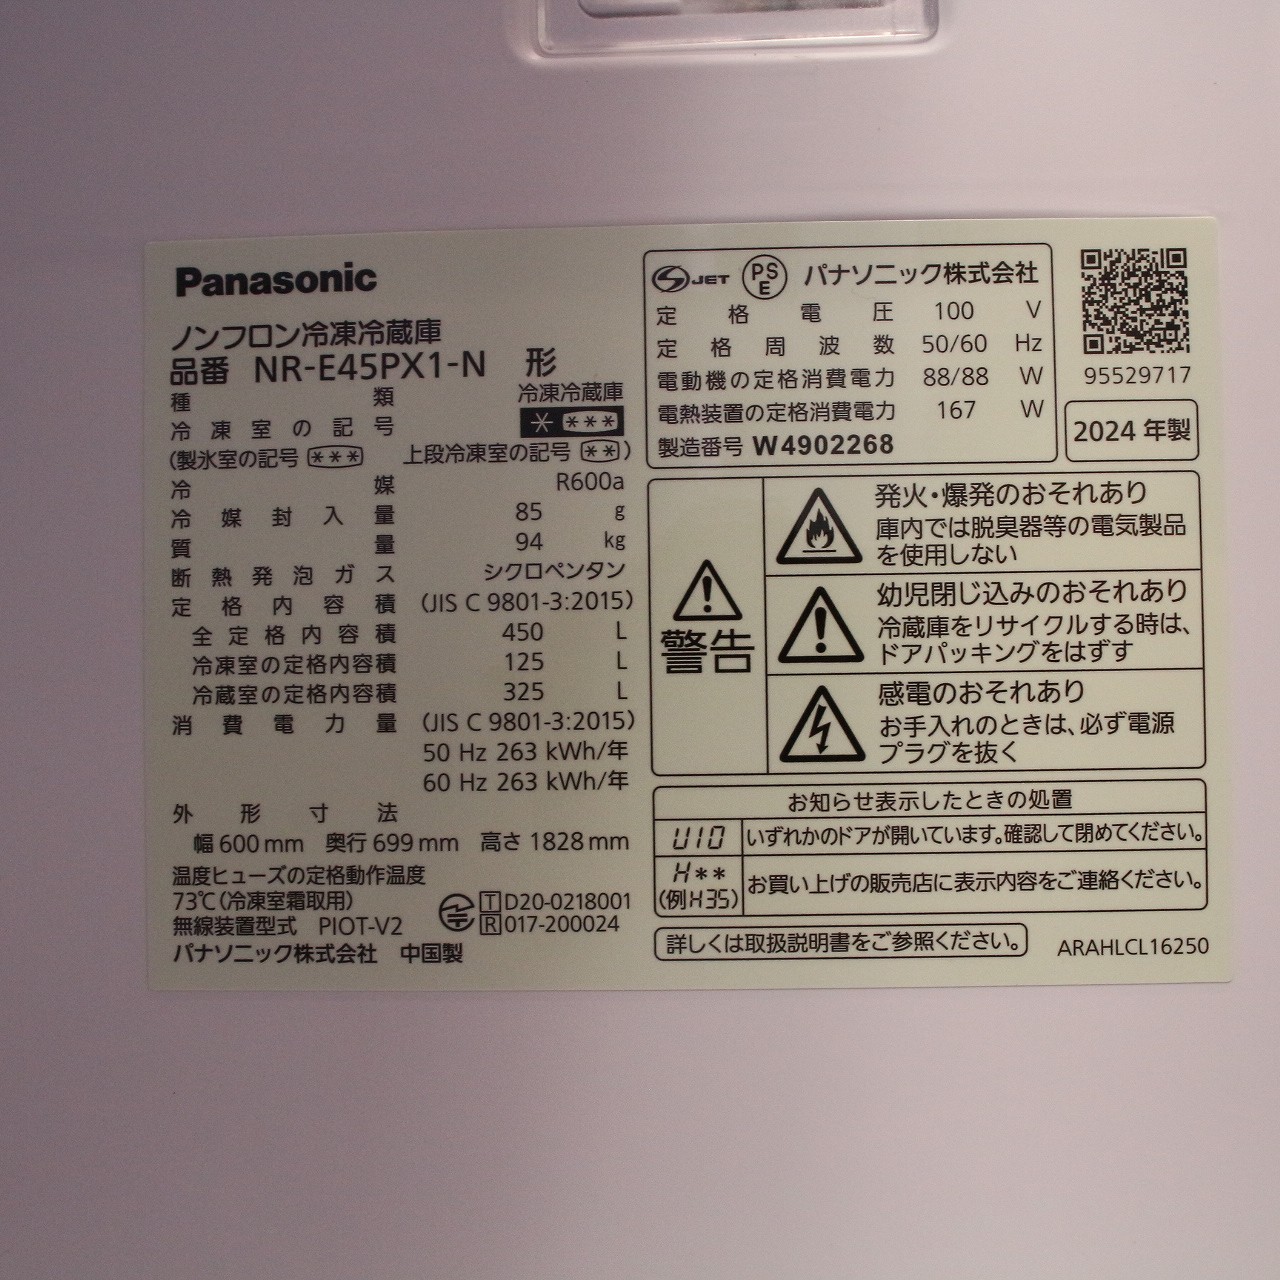 Panasonic
ノンフロン冷凍冷蔵庫
品番 NR-E45PX1-N 形
種類 冷凍冷蔵庫
冷凍室の記号 * ***
(製氷室の記号 *** 上段冷凍室の記号 **)
冷媒 R600a
冷媒封入量 85 g
質量 94 kg
断熱発泡ガス シクロペンタン
定格内容積 (JIS C 9801-3:2015)
全定格内容積 450 L
冷凍室の定格内容積 125 L
冷蔵室の定格内容積 325 L
消費電力量 (JIS C 9801-3:2015)
50 Hz 263 kWh/年
60 Hz 263 kWh/年
外形寸法
幅 600 mm 奥行 699 mm 高さ 1828 mm
温度ヒューズの定格動作温度
73℃(冷凍室霜取用)
無線装置型式 PIOT-V2
T D20-0218001
R 017-200024
パナソニック株式会社 中国製
JET PS E パナソニック株式会社
定格電圧 100 V
定格周波数 50/60 Hz
電動機の定格消費電力 88/88 W
電熱装置の定格消費電力 167 W
製造番号 W4902268
95529717
2024 年製
警告
発火・爆発のおそれあり
庫内では脱臭器等の電気製品
を使用しない
幼児閉じ込みのおそれあり
冷蔵庫をリサイクルする時は、
ドアパッキングをはずす
感電のおそれあり
お手入れのときは、必ず電源
プラグを抜く
お知らせ表示したときの処置
U10 いずれかのドアが開いています。確認して閉めてください。
H** (例H35) お買い上げの販売店に表示内容をご連絡ください。
詳しくは取扱説明書をご参照ください。
ARAHLCL16250